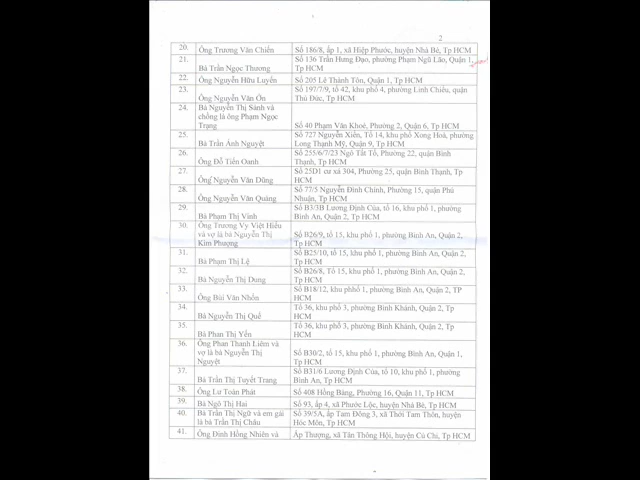 2
20. Ông Trương Văn Chiến Số 186/8, ấp 1, xã Hiệp Phước, huyện Nhà Bè, Tp HCM
21. Bà Trần Ngọc Thương Số 136 Trần Hưng Đạo, phường Phạm Ngũ Lão, Quận 1,
Tp HCM
22. Ông Nguyễn Hữu Luyến Số 205 Lê Thánh Tôn, Quận 1, Tp HCM
23. Ông Nguyễn Văn Ổn Số 197/7/9, tổ 42, khu phố 4, phường Linh Chiểu, quận
Thủ Đức, Tp HCM
24. Bà Nguyễn Thị Sánh và
chồng là ông Phạm Ngọc
Trạng Số 40 Phạm Văn Khoẻ, Phường 2, Quận 6, Tp HCM
25. Bà Trần Ánh Nguyệt Số 727 Nguyễn Xiển, Tổ 14, khu phố Xong Hoà, phường
Long Thạnh Mỹ, Quận 9, Tp HCM
26. Ông Đỗ Tiến Oanh Số 255/6/7/23 Ngô Tất Tố, Phường 22, quận Bình
Thạnh, Tp HCM
27. Ông Nguyễn Văn Dũng Số 25D1 cư xá 304, Phường 25, quận Bình Thạnh, Tp
HCM
28. Ông Nguyễn Văn Quảng Số 77/5 Nguyễn Đình Chính, Phường 15, quận Phú
Nhuận, Tp HCM
29. Bà Phạm Thị Vinh Số B3/3B Lương Định Của, tổ 16, khu phố 1, phường
Bình An, Quận 2, Tp HCM
30. Ông Trương Vy Việt Hiếu
và vợ là bà Nguyễn Thị
Kim Phượng Số B26/9, tổ 15, khu phố 1, phường Bình An, Quận 2,
Tp HCM
31. Bà Phạm Thị Lệ Số B25/10, tổ 15, khu phố 1, phường Bình An, Quận 2,
Tp HCM
32. Bà Nguyễn Thị Dung Số B26/8, Tổ 15, khu phố 1, phường Bình An, Quận 2,
Tp HCM
33. Ông Bùi Văn Nhồn Số B18/12, khu phhố 1, phường Bình An, Quận 2, TP
HCM
34. Bà Nguyễn Thị Quế Tổ 36, khu phố 3, phường Bình Khánh, Quận 2, Tp
HCM
35. Bà Phan Thị Yến Tổ 36, khu phố 3, phường Bình Khánh, Quận 2, Tp
HCM
36. Ông Phan Thanh Liêm và
vợ là bà Nguyễn Thị
Nguyệt Số B30/2, tổ 15, khu phố 1, phường Bình An, Quận 1,
Tp HCM
37. Bà Trần Thị Tuyết Trang Số B31/6 Lương Định Của, tổ 10, khu phố 1, phường
Bình An, Tp HCM
38. Ông Lư Toàn Phát Số 408 Hồng Bàng, Phường 16, Quận 11, Tp HCM
39. Bà Ngô Thị Hai Số 93, ấp 4, xã Phước Lộc, huyện Nhà Bè, Tp HCM
40. Bà Trần Thị Ngữ và em gái
là bà Trần Thị Châu Số 39/5A, ấp Tam Đông 3, xã Thới Tam Thôn, huyện
Hóc Môn, Tp HCM
41. Ông Đinh Hồng Nhiên và Ấp Thượng, xã Tân Thông Hội, huyện Củ Chi, Tp HCM